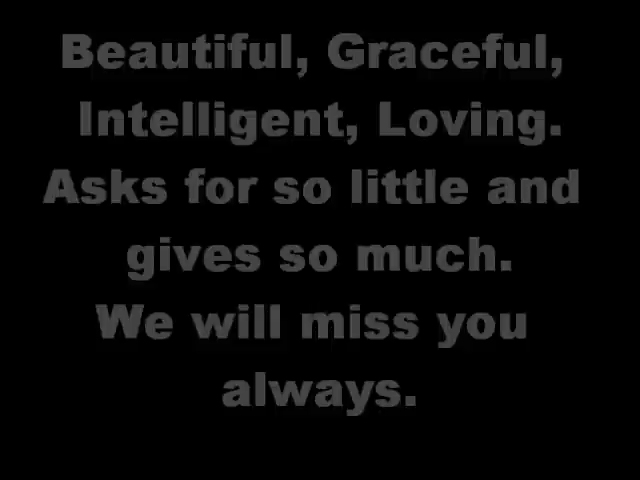 Beautiful, Graceful,
Intelligent, Loving.
Asks for so little and
gives so much.
We will miss you
always.